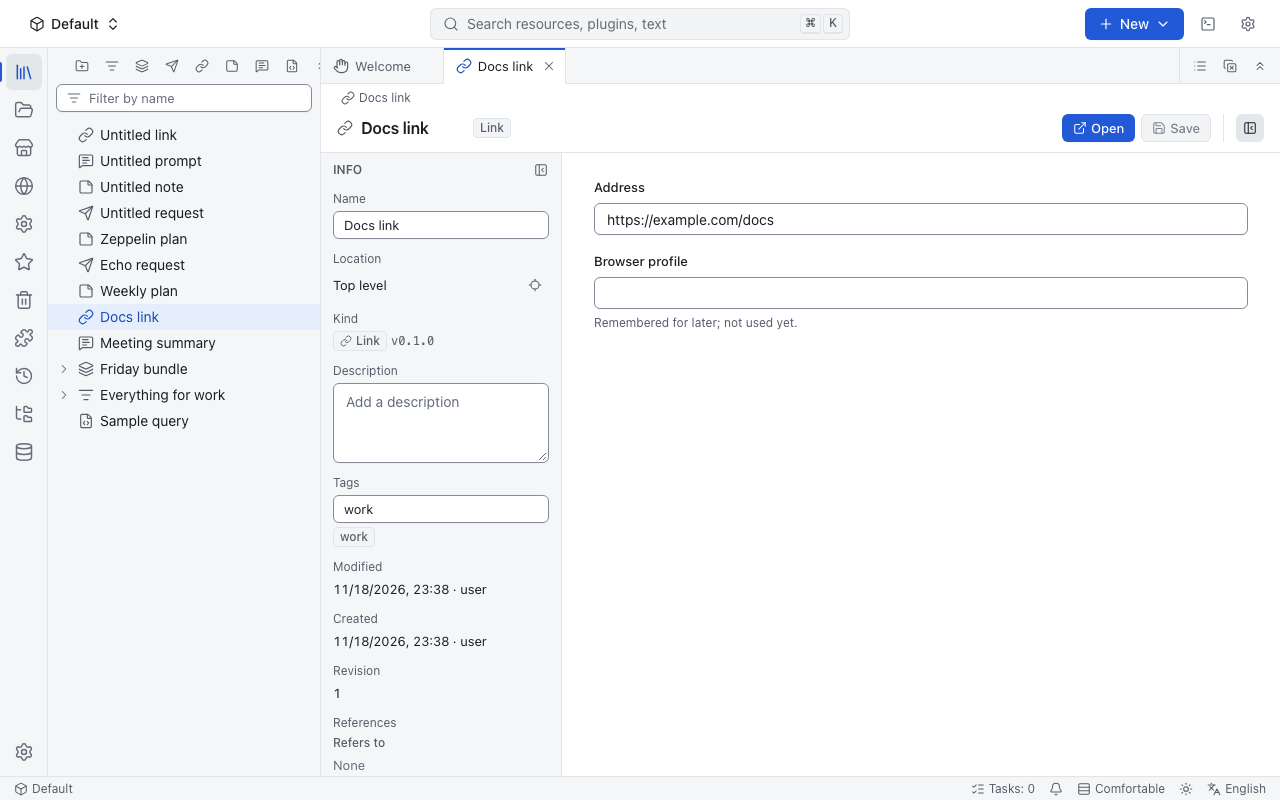 Default
Search resources, plugins, text
⌘ K
New
Filter by name
Untitled link
Untitled prompt
Untitled note
Untitled request
Zeppelin plan
Echo request
Weekly plan
Docs link
Meeting summary
Friday bundle
Everything for work
Sample query
Welcome
Docs link
Docs link
Docs link
Link
Open
Save
INFO
Name
Docs link
Location
Top level
Kind
Link v0.1.0
Description
Add a description
Tags
work
work
Modified
11/18/2026, 23:38 · user
Created
11/18/2026, 23:38 · user
Revision
1
References
Refers to
None
Address
https://example.com/docs
Browser profile
Remembered for later; not used yet.
Default
Tasks: 0
Comfortable
English